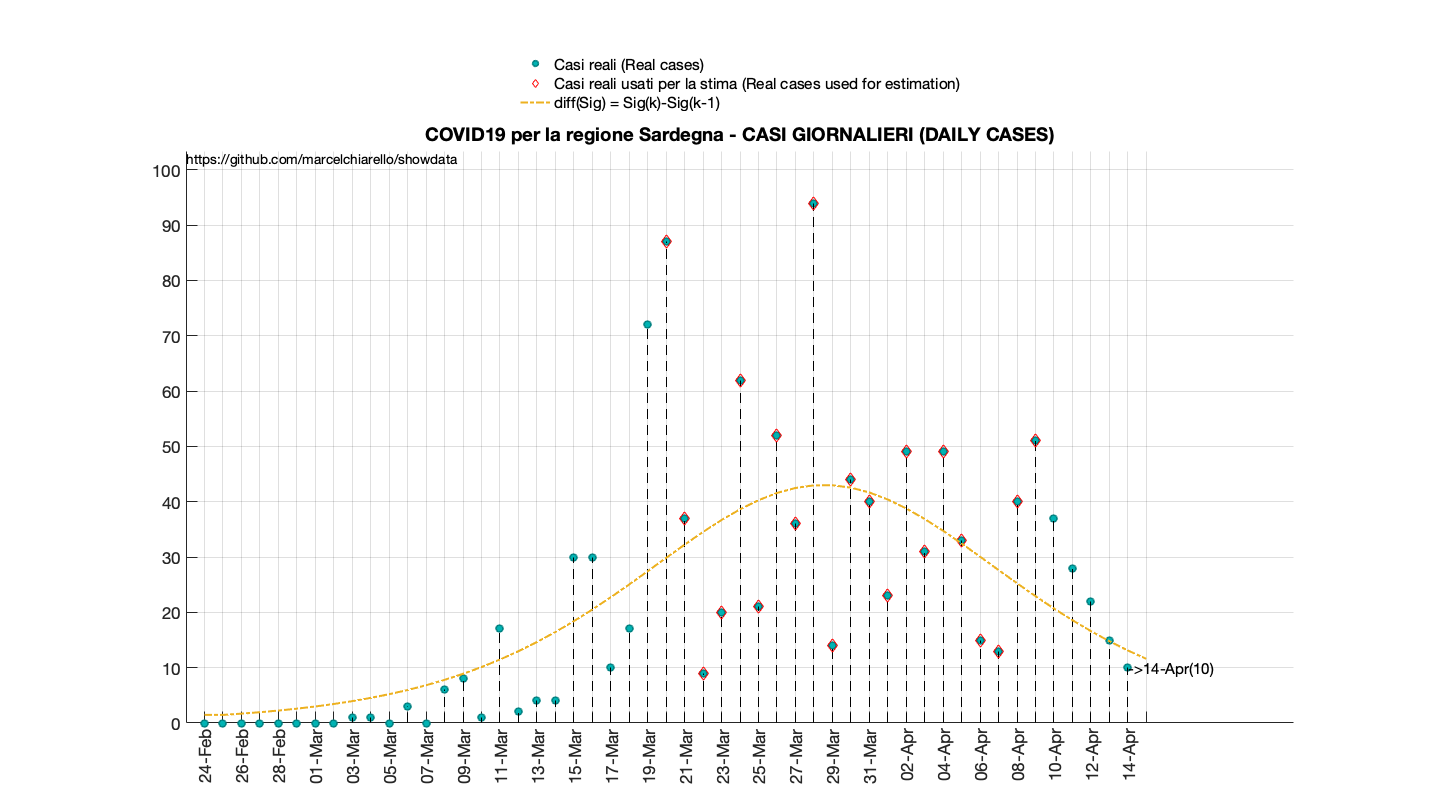 Casi reali (Real cases)
Casi reali usati per la stima (Real cases used for estimation)
diff(Sig) = Sig(k)-Sig(k-1)
COVID19 per la regione Sardegna - CASI GIORNALIERI (DAILY CASES)
https://github.com/marcelchiarello/showdata
100
90
80
70
60
50
40
30
20
10
0
->14-Apr(10)
24-Feb
26-Feb
28-Feb
01-Mar
03-Mar
05-Mar
07-Mar
09-Mar
11-Mar
13-Mar
15-Mar
17-Mar
19-Mar
21-Mar
23-Mar
25-Mar
27-Mar
29-Mar
31-Mar
02-Apr
04-Apr
06-Apr
08-Apr
10-Apr
12-Apr
14-Apr